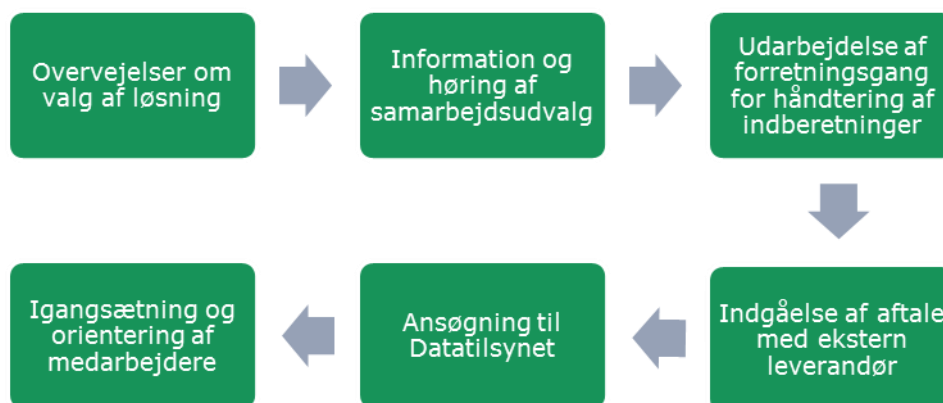 Overvejelser om
valg af løsning
Information og
høring af
samarbejdsudvalg
Udarbejdelse af
forretningsgang
for håndtering af
indberetninger
Indgåelse af aftale
med ekstern
leverandør
Ansøgning til
Datatilsynet
Igangsætning og
orientering af
medarbejdere